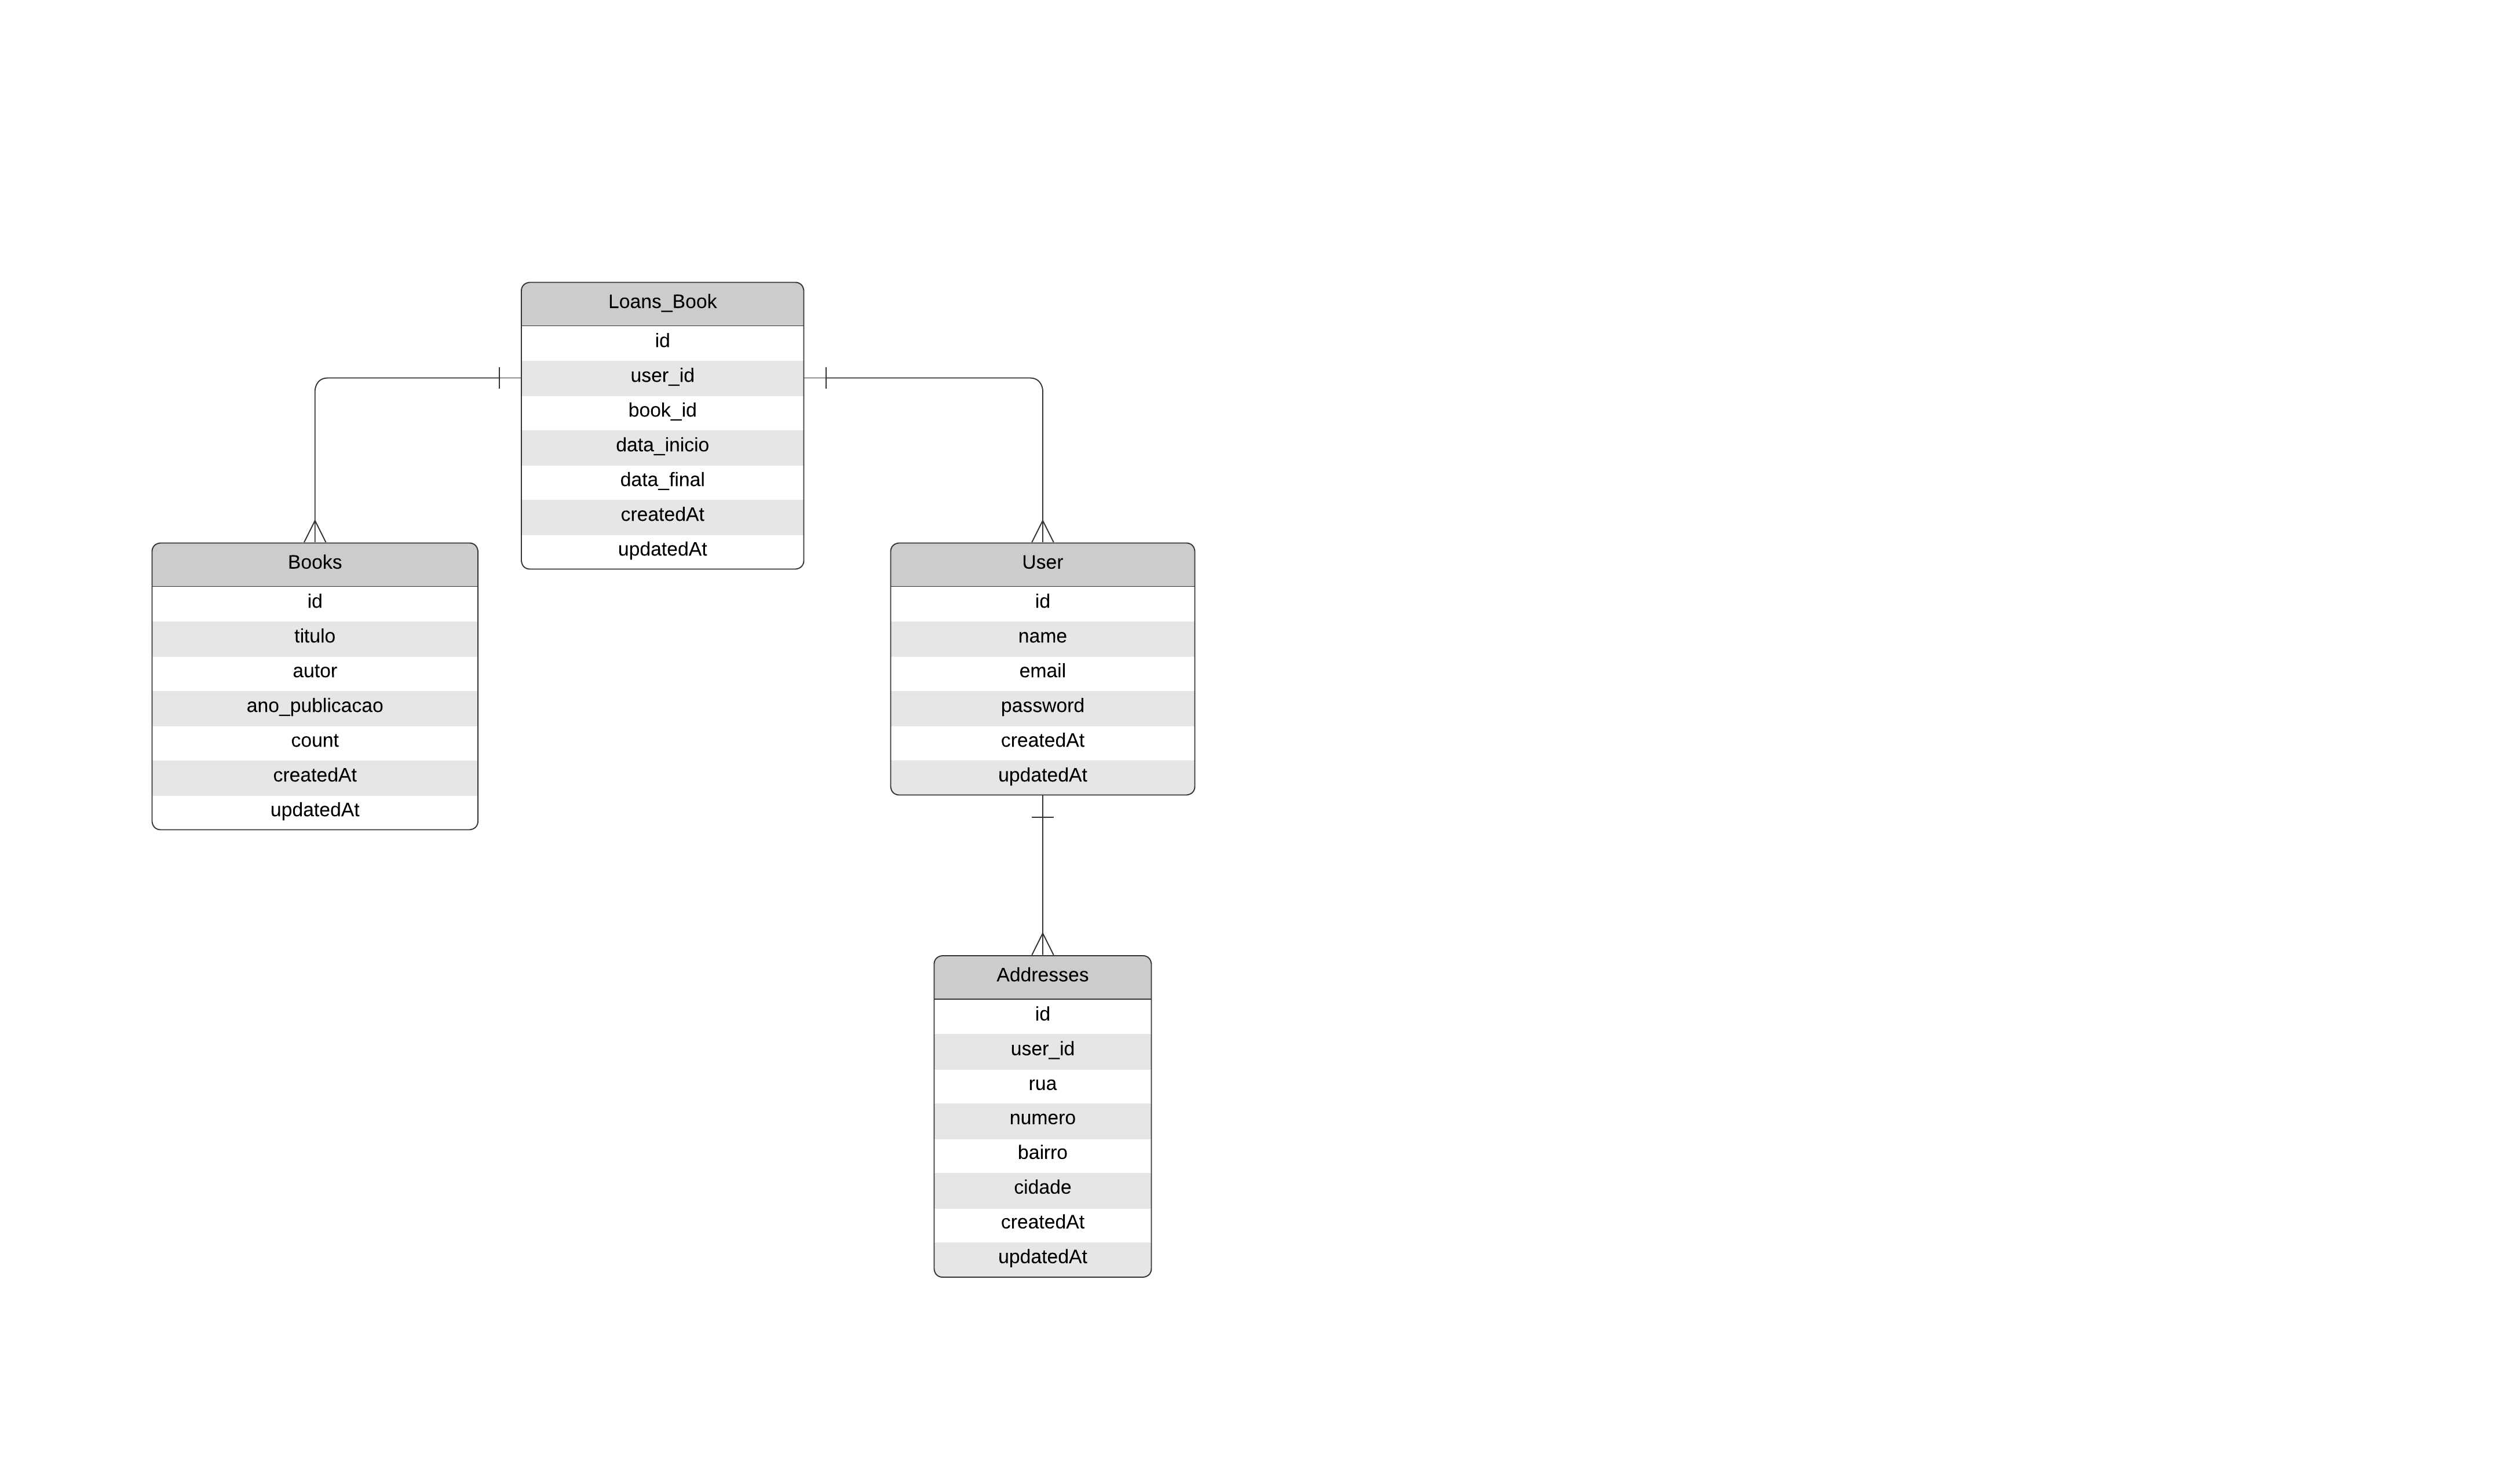 Loans_Book
id
user_id
book_id
data_inicio
data_final
createdAt
updatedAt
Books
id
titulo
autor
ano_publicacao
count
createdAt
updatedAt
User
id
name
email
password
createdAt
updatedAt
Addresses
id
user_id
rua
numero
bairro
cidade
createdAt
updatedAt